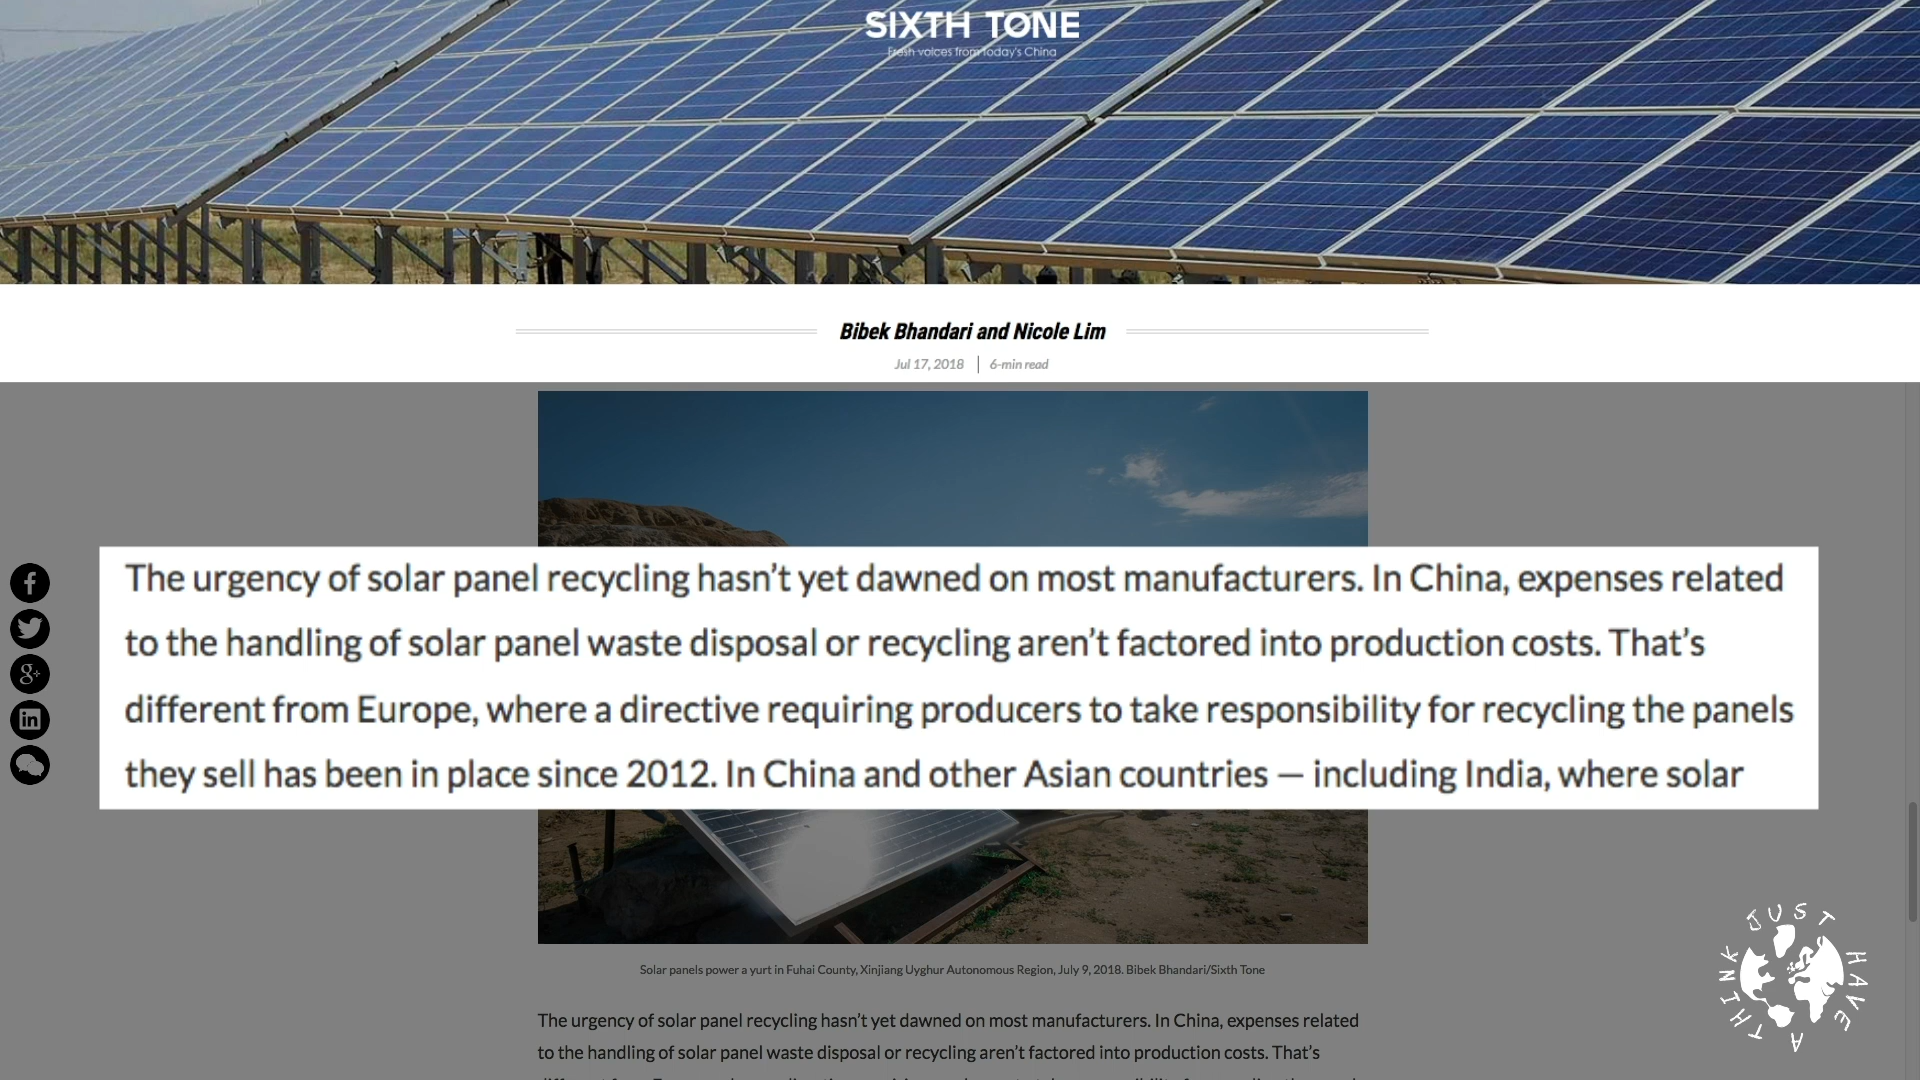 SIXTH TONE
Fresh voices from today's China
Bibek Bhandari and Nicole Lim
Jul 17, 2018 | 6-min read
The urgency of solar panel recycling hasn't yet dawned on most manufacturers. In China, expenses related
to the handling of solar panel waste disposal or recycling aren't factored into production costs. That's
different from Europe, where a directive requiring producers to take responsibility for recycling the panels
they sell has been in place since 2012. In China and other Asian countries — including India, where solar
Solar panels power a yurt in Fuhai County, Xinjiang Uyghur Autonomous Region, July 9, 2018. Bibek Bhandari/Sixth Tone
The urgency of solar panel recycling hasn't yet dawned on most manufacturers. In China, expenses related
to the handling of solar panel waste disposal or recycling aren't factored into production costs. That's
JUST HAVE A THINK